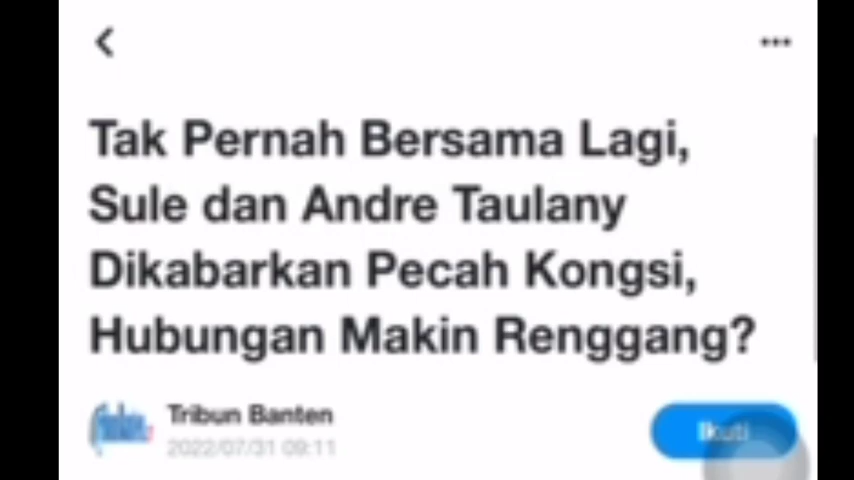 Tak Pernah Bersama Lagi,
Sule dan Andre Taulany
Dikabarkan Pecah Kongsi,
Hubungan Makin Renggang?
Tribun Banten
2022/07/31 09:11
Ikuti